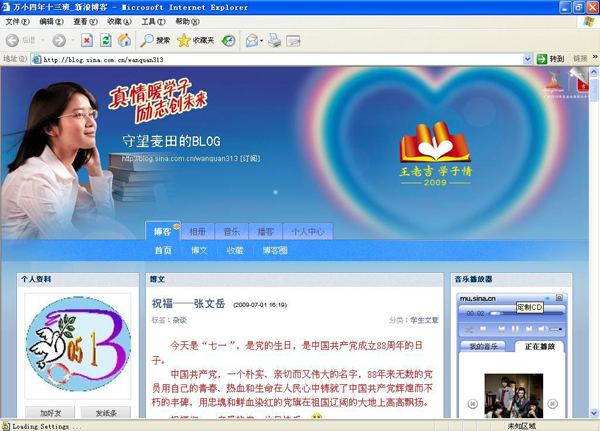 万小四年十三班_新浪博客 - Microsoft Internet Explorer
文件(F) 编辑(E) 查看(V) 收藏(A) 工具(T) 帮助(H)
后退 搜索 收藏夹
地址(D) http://blog.sina.com.cn/wanquan313 转到 链接 »
真情暖学子
励志创未来
守望麦田的BLOG
http://blog.sina.com.cn/wanquan313 [订阅]
王老吉·学子情
2009
博客 相册 音乐 播客 个人中心
首页 博文 收藏 博客圈
个人资料
051
加好友 发纸条
博文
祝福——张文岳 (2009-07-01 16:19)
标签：杂谈 分类：学生文章
今天是“七一”，是党的生日，是中国共产党成立88周年的日
子。
中国共产党，一个朴实、亲切而又伟大的名字，88年来无数的党
员用自己的青春、热血和生命在人民心中铸就了中国共产党辉煌而不
朽的丰碑，用忠魂和鲜血染红的党旗在祖国辽阔的大地上高高飘扬。
音乐播放器
mu.sina.cn
00:02
定制CD
我的音乐 正在播放
Loading Settings ... 未知区域